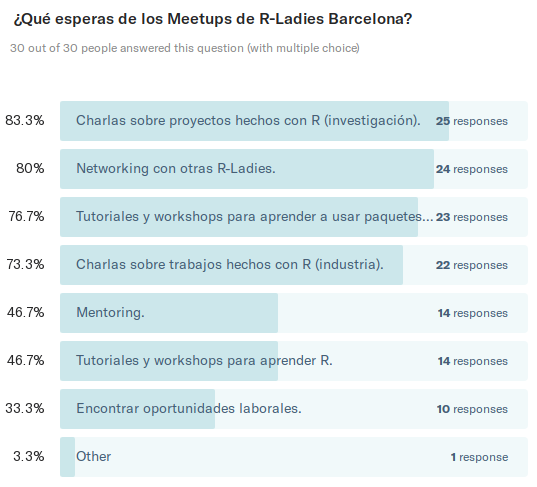 ¿Qué esperas de los Meetups de R-Ladies Barcelona?
30 out of 30 people answered this question (with multiple choice)
83.3% Charlas sobre proyectos hechos con R (investigación). 25 responses
80% Networking con otras R-Ladies. 24 responses
76.7% Tutoriales y workshops para aprender a usar paquetes... 23 responses
73.3% Charlas sobre trabajos hechos con R (industria). 22 responses
46.7% Mentoring. 14 responses
46.7% Tutoriales y workshops para aprender R. 14 responses
33.3% Encontrar oportunidades laborales. 10 responses
3.3% Other 1 response